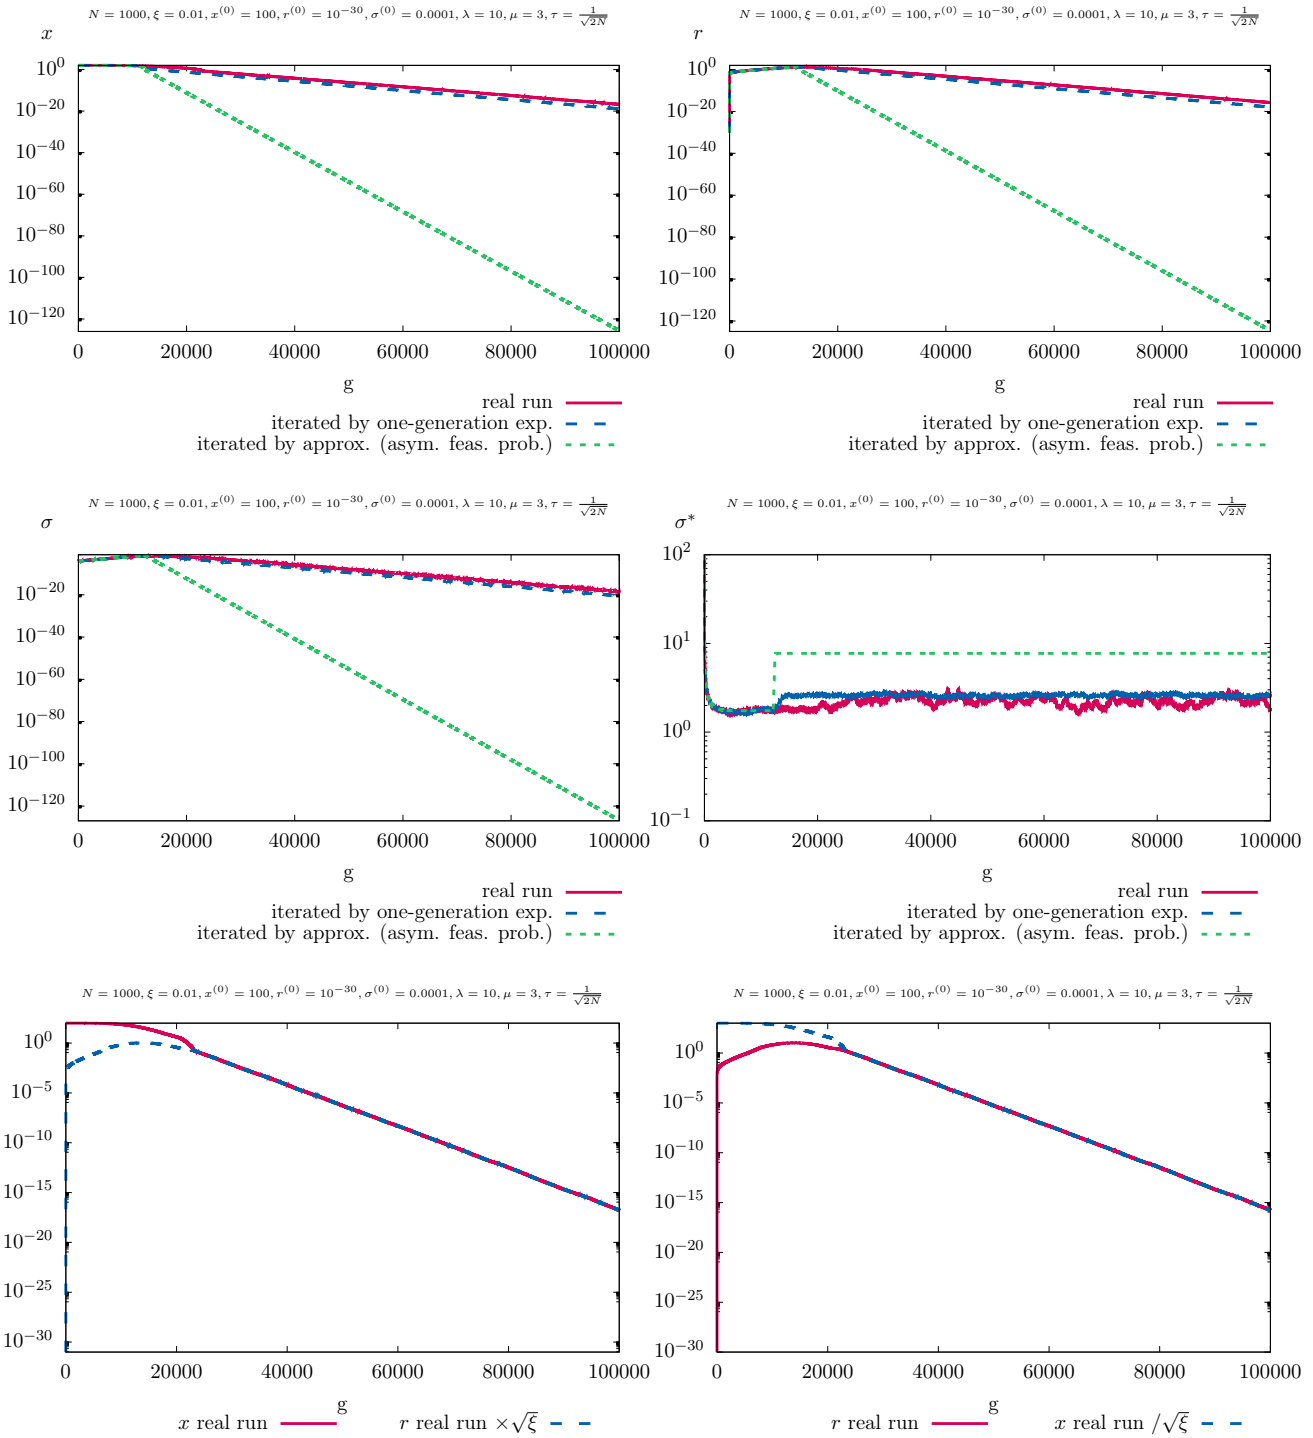 N = 1000, ξ = 0.01, x^(0) = 100, r^(0) = 10^−30, σ^(0) = 0.0001, λ = 10, μ = 3, τ = 1/√2N
x
10^0
10^−20
10^−40
10^−60
10^−80
10^−100
10^−120
0 20000 40000 60000 80000 100000
g
real run
iterated by one-generation exp.
iterated by approx. (asym. feas. prob.)
N = 1000, ξ = 0.01, x^(0) = 100, r^(0) = 10^−30, σ^(0) = 0.0001, λ = 10, μ = 3, τ = 1/√2N
r
10^0
10^−20
10^−40
10^−60
10^−80
10^−100
10^−120
0 20000 40000 60000 80000 100000
g
real run
iterated by one-generation exp.
iterated by approx. (asym. feas. prob.)
N = 1000, ξ = 0.01, x^(0) = 100, r^(0) = 10^−30, σ^(0) = 0.0001, λ = 10, μ = 3, τ = 1/√2N
σ
10^−20
10^−40
10^−60
10^−80
10^−100
10^−120
0 20000 40000 60000 80000 100000
g
real run
iterated by one-generation exp.
iterated by approx. (asym. feas. prob.)
N = 1000, ξ = 0.01, x^(0) = 100, r^(0) = 10^−30, σ^(0) = 0.0001, λ = 10, μ = 3, τ = 1/√2N
σ*
10^2
10^1
10^0
10^−1
0 20000 40000 60000 80000 100000
g
real run
iterated by one-generation exp.
iterated by approx. (asym. feas. prob.)
N = 1000, ξ = 0.01, x^(0) = 100, r^(0) = 10^−30, σ^(0) = 0.0001, λ = 10, μ = 3, τ = 1/√2N
10^0
10^−5
10^−10
10^−15
10^−20
10^−25
10^−30
0 20000 40000 60000 80000 100000
g
x real run r real run ×√ξ
N = 1000, ξ = 0.01, x^(0) = 100, r^(0) = 10^−30, σ^(0) = 0.0001, λ = 10, μ = 3, τ = 1/√2N
10^0
10^−5
10^−10
10^−15
10^−20
10^−25
10^−30
0 20000 40000 60000 80000 100000
g
r real run x real run /√ξ